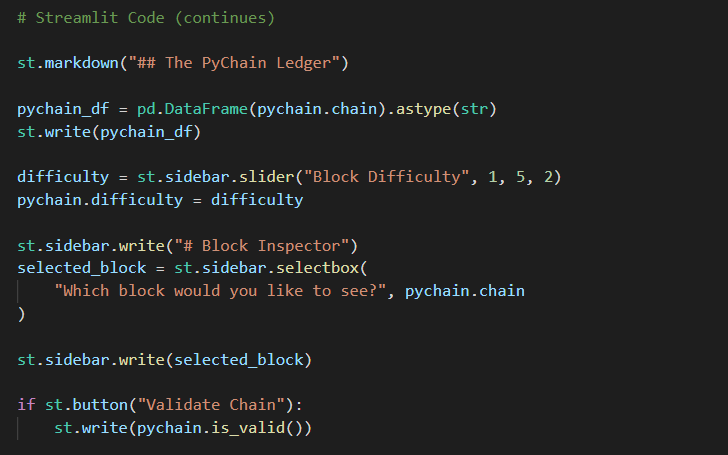 # Streamlit Code (continues)
st.markdown("## The PyChain Ledger")
pychain_df = pd.DataFrame(pychain.chain).astype(str)
st.write(pychain_df)
difficulty = st.sidebar.slider("Block Difficulty", 1, 5, 2)
pychain.difficulty = difficulty
st.sidebar.write("# Block Inspector")
selected_block = st.sidebar.selectbox(
    "Which block would you like to see?", pychain.chain
)
st.sidebar.write(selected_block)
if st.button("Validate Chain"):
    st.write(pychain.is_valid())